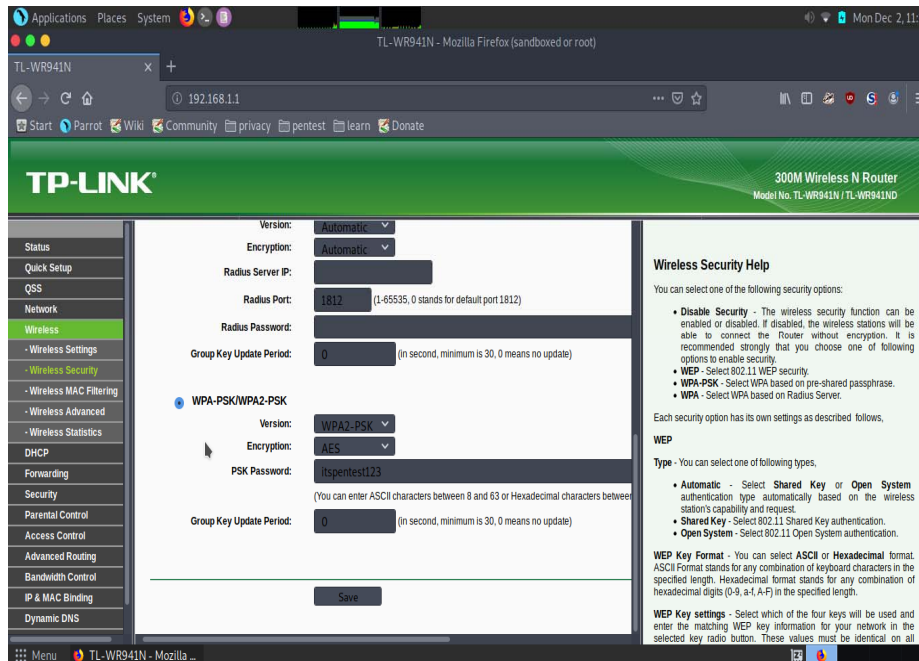 Applications Places System Mon Dec 2, 11:
TL-WR941N - Mozilla Firefox (sandboxed or root)
TL-WR941N
192.168.1.1
Start Parrot Wiki Community privacy pentest learn Donate
TP-LINK®
300M Wireless N Router
Model No. TL-WR941N / TL-WR941ND
Status
Quick Setup
QSS
Network
Wireless
- Wireless Settings
- Wireless Security
- Wireless MAC Filtering
- Wireless Advanced
- Wireless Statistics
DHCP
Forwarding
Security
Parental Control
Access Control
Advanced Routing
Bandwidth Control
IP & MAC Binding
Dynamic DNS
Version: Automatic
Encryption: Automatic
Radius Server IP:
Radius Port: 1812 (1-65535, 0 stands for default port 1812)
Radius Password:
Group Key Update Period: 0 (in second, minimum is 30, 0 means no update)
WPA-PSK/WPA2-PSK
Version: WPA2-PSK
Encryption: AES
PSK Password: itspentest123
(You can enter ASCII characters between 8 and 63 or Hexadecimal characters between
Group Key Update Period: 0 (in second, minimum is 30, 0 means no update)
Save
Wireless Security Help
You can select one of the following security options:
• Disable Security - The wireless security function can be
enabled or disabled. If disabled, the wireless stations will be
able to connect the Router without encryption. It is
recommended strongly that you choose one of following
options to enable security.
• WEP - Select 802.11 WEP security.
• WPA-PSK - Select WPA based on pre-shared passphrase.
• WPA - Select WPA based on Radius Server.
Each security option has its own settings as described follows,
WEP
Type - You can select one of following types,
• Automatic - Select Shared Key or Open System
authentication type automatically based on the wireless
station's capability and request.
• Shared Key - Select 802.11 Shared Key authentication.
• Open System - Select 802.11 Open System authentication.
WEP Key Format - You can select ASCII or Hexadecimal format.
ASCII Format stands for any combination of keyboard characters in the
specified length. Hexadecimal format stands for any combination of
hexadecimal digits (0-9, a-f, A-F) in the specified length.
WEP Key settings - Select which of the four keys will be used and
enter the matching WEP key information for your network in the
selected key radio button. These values must be identical on all
Menu TL-WR941N - Mozilla ...